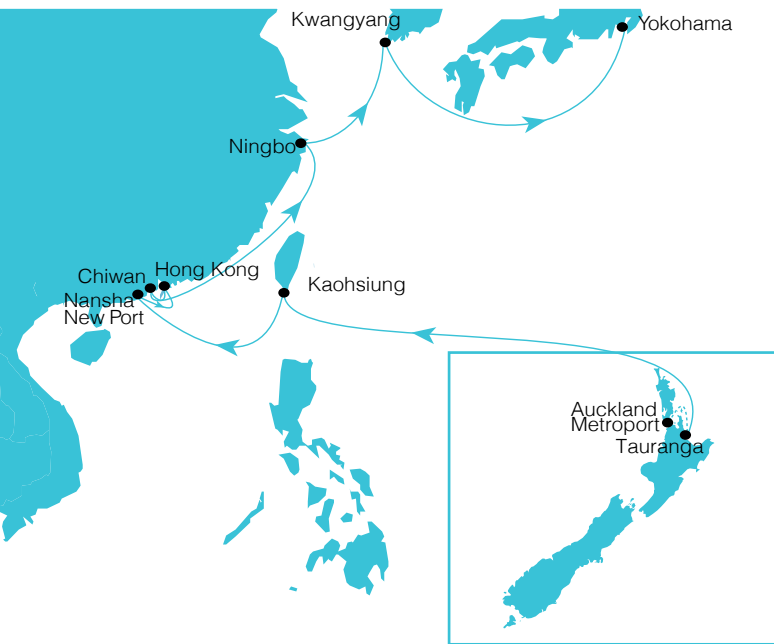 Kwangyang
Yokohama
Ningbo
Hong Kong
Chiwan
Kaohsiung
Nansha
New Port
Auckland
Metroport
Tauranga